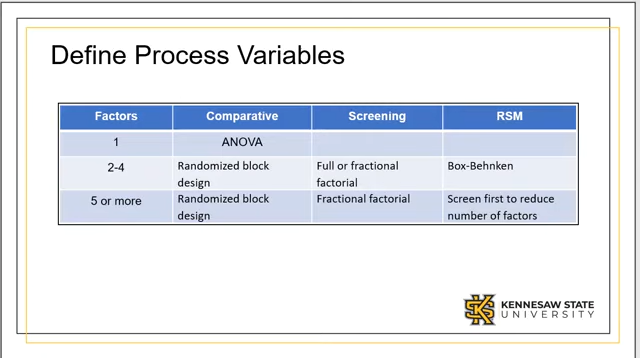 Define Process Variables
Factors Comparative Screening RSM
1 ANOVA
2-4 Randomized block design Full or fractional factorial Box-Behnken
5 or more Randomized block design Fractional factorial Screen first to reduce number of factors
KENNESAW STATE
UNIVERSITY